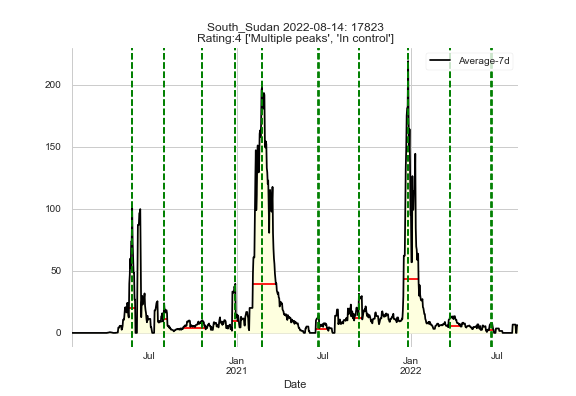 South_Sudan 2022-08-14: 17823
Rating:4 ['Multiple peaks', 'In control']
Average-7d
200
150
100
50
0
Jul
Jan
2021
Jul
Jan
2022
Jul
Date